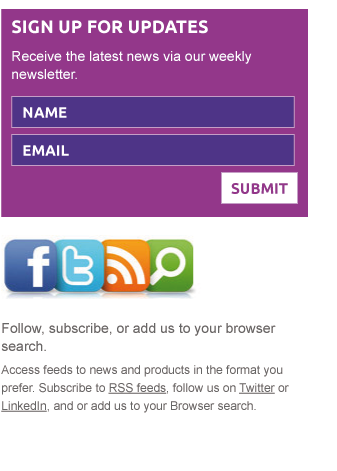 SIGN UP FOR UPDATES
Receive the latest news via our weekly
newsletter.
NAME
EMAIL
SUBMIT
f t
Follow, subscribe, or add us to your browser
search.
Access feeds to news and products in the format you
prefer. Subscribe to RSS feeds, follow us on Twitter or
LinkedIn, and or add us to your Browser search.